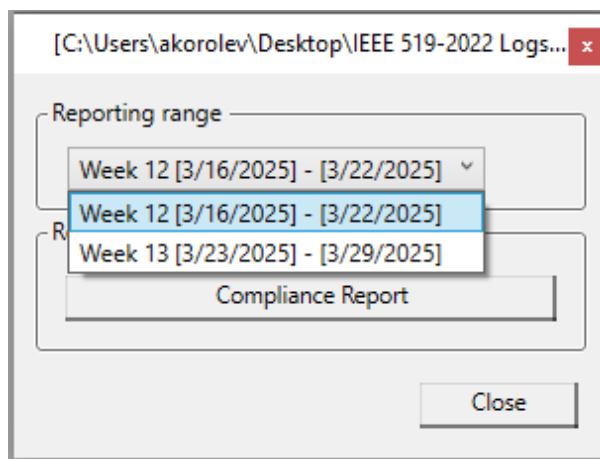 [C:\Users\akorolev\Desktop\IEEE 519-2022 Logs...
x
Reporting range
Week 12 [3/16/2025] - [3/22/2025]
Week 12 [3/16/2025] - [3/22/2025]
Week 13 [3/23/2025] - [3/29/2025]
Compliance Report
Close